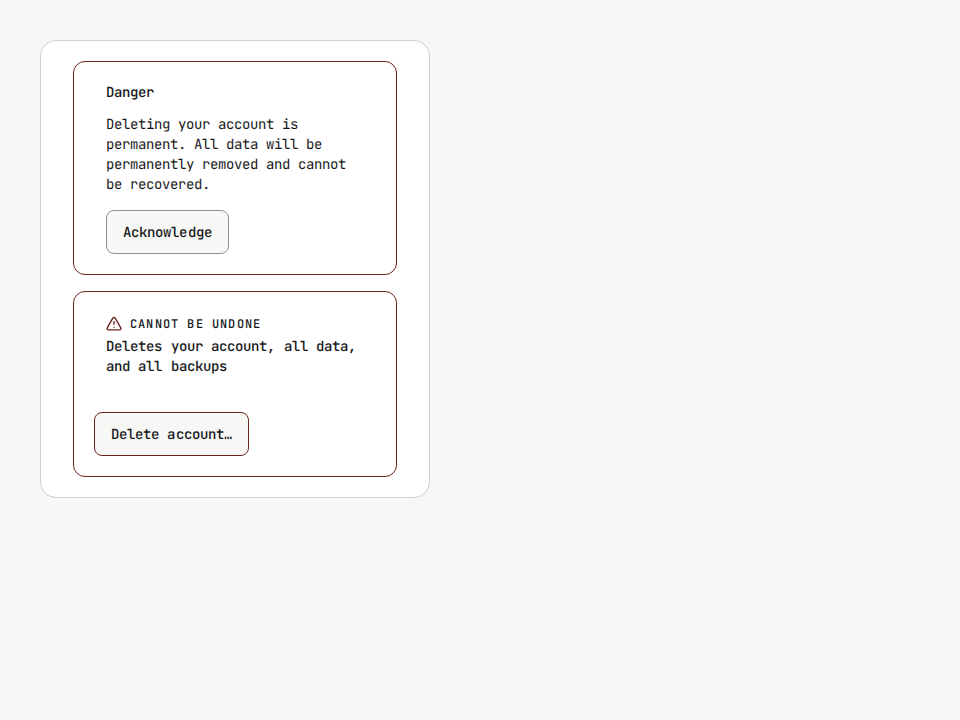 Danger
Deleting your account is
permanent. All data will be
permanently removed and cannot
be recovered.
Acknowledge
CANNOT BE UNDONE
Deletes your account, all data,
and all backups
Delete account…